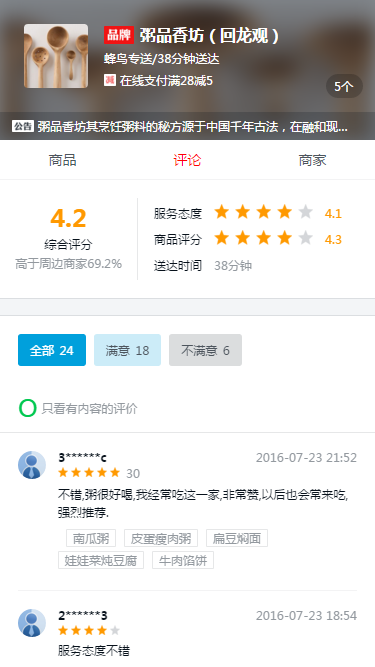 品牌 粥品香坊（回龙观）
蜂鸟专送/38分钟送达
减 在线支付满28减5
5个
公告 粥品香坊其烹饪粥料的秘方源于中国千年古法，在融和现...
商品 评论 商家
4.2
综合评分
高于周边商家69.2%
服务态度 4.1
商品评分 4.3
送达时间 38分钟
全部 24 满意 18 不满意 6
只看有内容的评价
3******c 2016-07-23 21:52
30
不错,粥很好喝,我经常吃这一家,非常赞,以后也会常来吃,
强烈推荐.
南瓜粥 皮蛋瘦肉粥 扁豆焖面
娃娃菜炖豆腐 牛肉馅饼
2******3 2016-07-23 18:54
服务态度不错